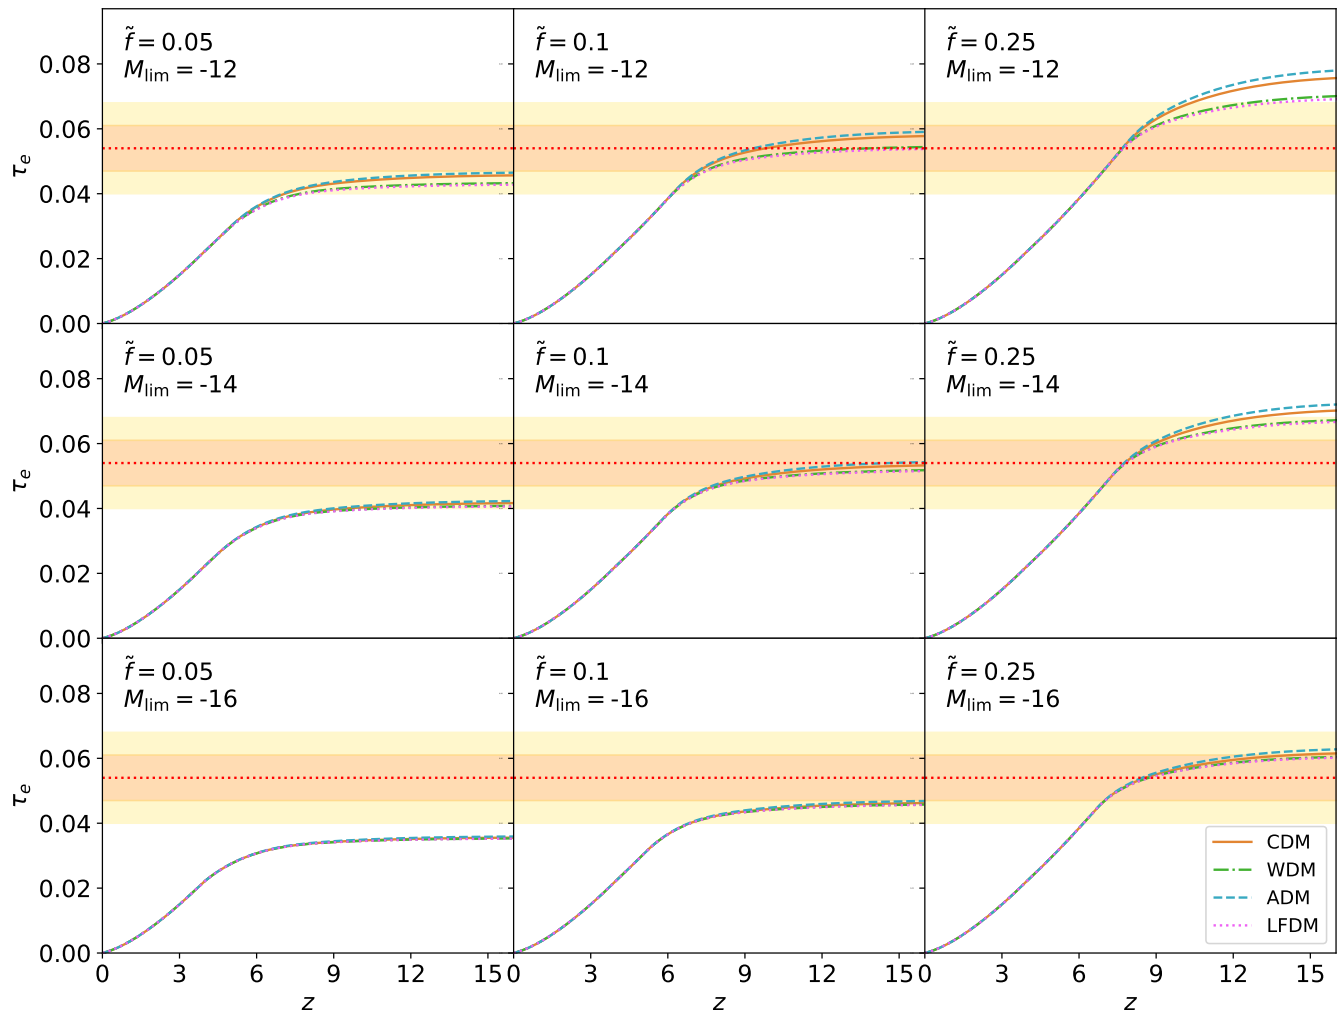 f̃ = 0.05
M_lim = -12
f̃ = 0.1
M_lim = -12
f̃ = 0.25
M_lim = -12
0.08
0.06
0.04
0.02
0.00
τₑ
f̃ = 0.05
M_lim = -14
f̃ = 0.1
M_lim = -14
f̃ = 0.25
M_lim = -14
0.08
0.06
0.04
0.02
0.00
τₑ
f̃ = 0.05
M_lim = -16
f̃ = 0.1
M_lim = -16
f̃ = 0.25
M_lim = -16
0.08
0.06
0.04
0.02
0.00
τₑ
CDM
WDM
ADM
LFDM
0 3 6 9 12 15 0 3 6 9 12 15 0 3 6 9 12 15
z z z